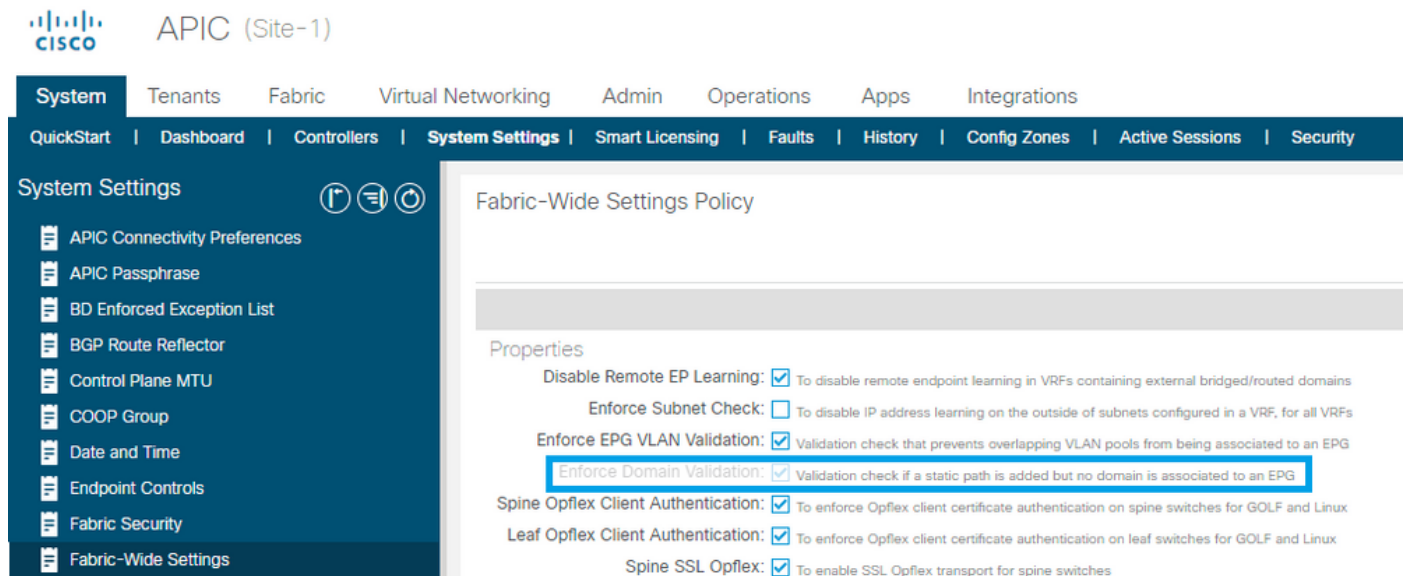 CISCO
APIC (Site-1)
System Tenants Fabric Virtual Networking Admin Operations Apps Integrations
QuickStart | Dashboard | Controllers | System Settings | Smart Licensing | Faults | History | Config Zones | Active Sessions | Security
System Settings
APIC Connectivity Preferences
APIC Passphrase
BD Enforced Exception List
BGP Route Reflector
Control Plane MTU
COOP Group
Date and Time
Endpoint Controls
Fabric Security
Fabric-Wide Settings
Fabric-Wide Settings Policy
Properties
Disable Remote EP Learning: To disable remote endpoint learning in VRFs containing external bridged/routed domains
Enforce Subnet Check: To disable IP address learning on the outside of subnets configured in a VRF, for all VRFs
Enforce EPG VLAN Validation: Validation check that prevents overlapping VLAN pools from being associated to an EPG
Enforce Domain Validation: Validation check if a static path is added but no domain is associated to an EPG
Spine Opflex Client Authentication: To enforce Opflex client certificate authentication on spine switches for GOLF and Linux
Leaf Opflex Client Authentication: To enforce Opflex client certificate authentication on leaf switches for GOLF and Linux
Spine SSL Opflex: To enable SSL Opflex transport for spine switches